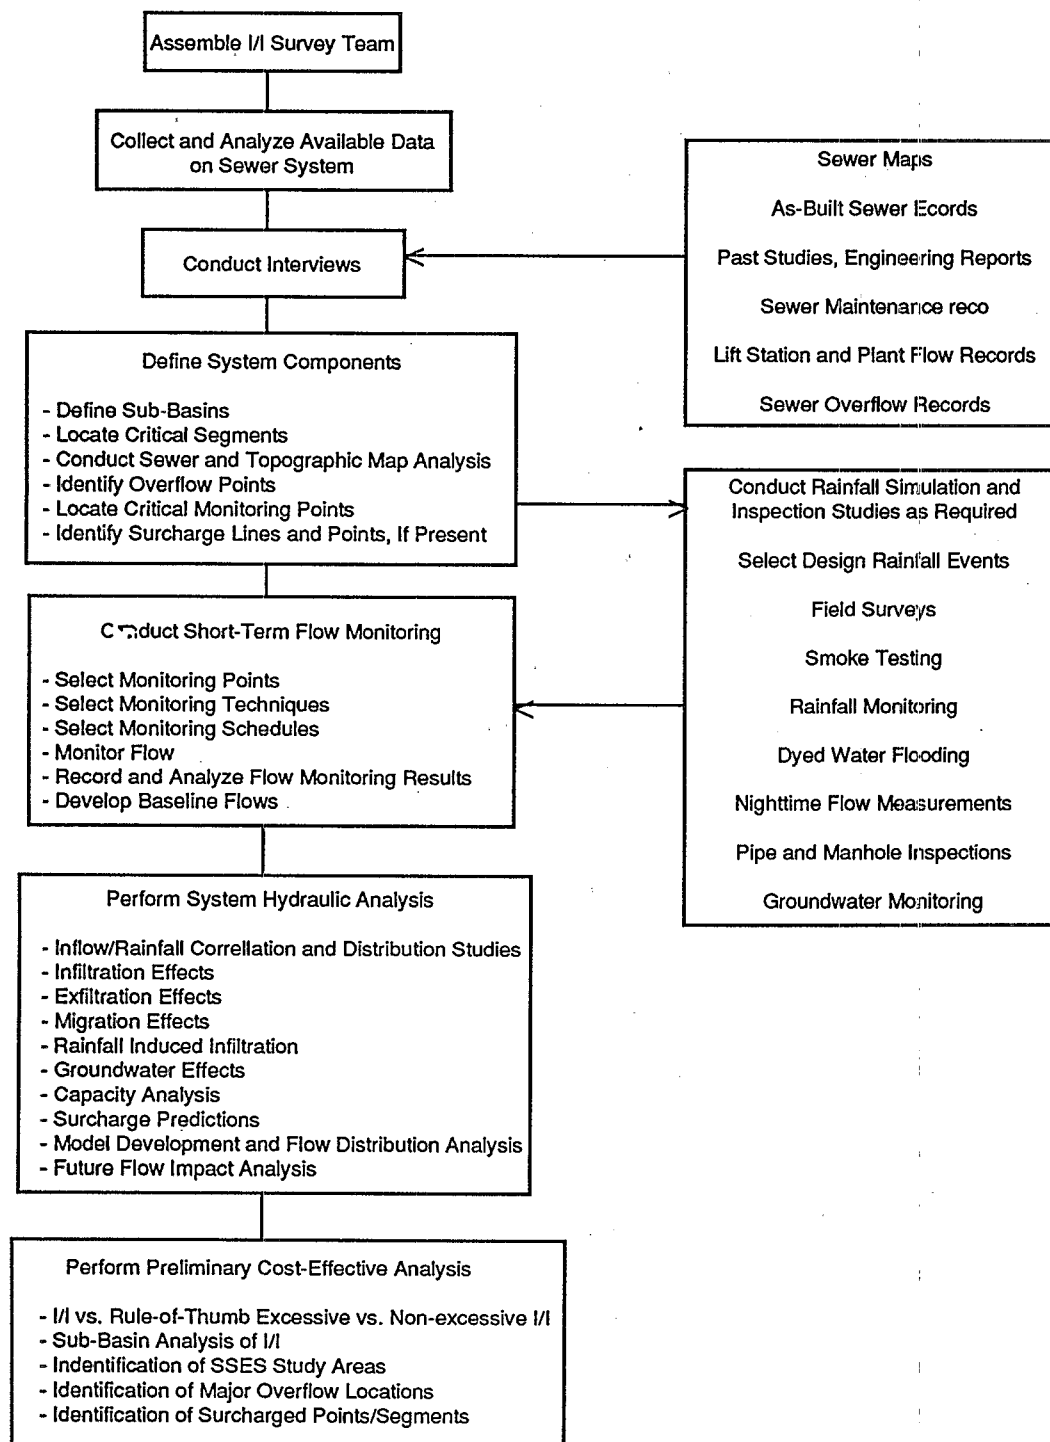 Assemble I/I Survey Team
Collect and Analyze Available Data
on Sewer System
Conduct Interviews
Sewer Maps
As-Built Sewer Ecords
Past Studies, Engineering Reports
Sewer Maintenance reco
Lift Station and Plant Flow Records
Sewer Overflow Records
Define System Components
- Define Sub-Basins
- Locate Critical Segments
- Conduct Sewer and Topographic Map Analysis
- Identify Overflow Points
- Locate Critical Monitoring Points
- Identify Surcharge Lines and Points, If Present
Conduct Rainfall Simulation and
Inspection Studies as Required
Select Design Rainfall Events
Field Surveys
Smoke Testing
Rainfall Monitoring
Dyed Water Flooding
Nighttime Flow Measurements
Pipe and Manhole Inspections
Groundwater Monitoring
Conduct Short-Term Flow Monitoring
- Select Monitoring Points
- Select Monitoring Techniques
- Select Monitoring Schedules
- Monitor Flow
- Record and Analyze Flow Monitoring Results
- Develop Baseline Flows
Perform System Hydraulic Analysis
- Inflow/Rainfall Correllation and Distribution Studies
- Infiltration Effects
- Exfiltration Effects
- Migration Effects
- Rainfall Induced Infiltration
- Groundwater Effects
- Capacity Analysis
- Surcharge Predictions
- Model Development and Flow Distribution Analysis
- Future Flow Impact Analysis
Perform Preliminary Cost-Effective Analysis
- I/I vs. Rule-of-Thumb Excessive vs. Non-excessive I/I
- Sub-Basin Analysis of I/I
- Indentification of SSES Study Areas
- Identification of Major Overflow Locations
- Identification of Surcharged Points/Segments